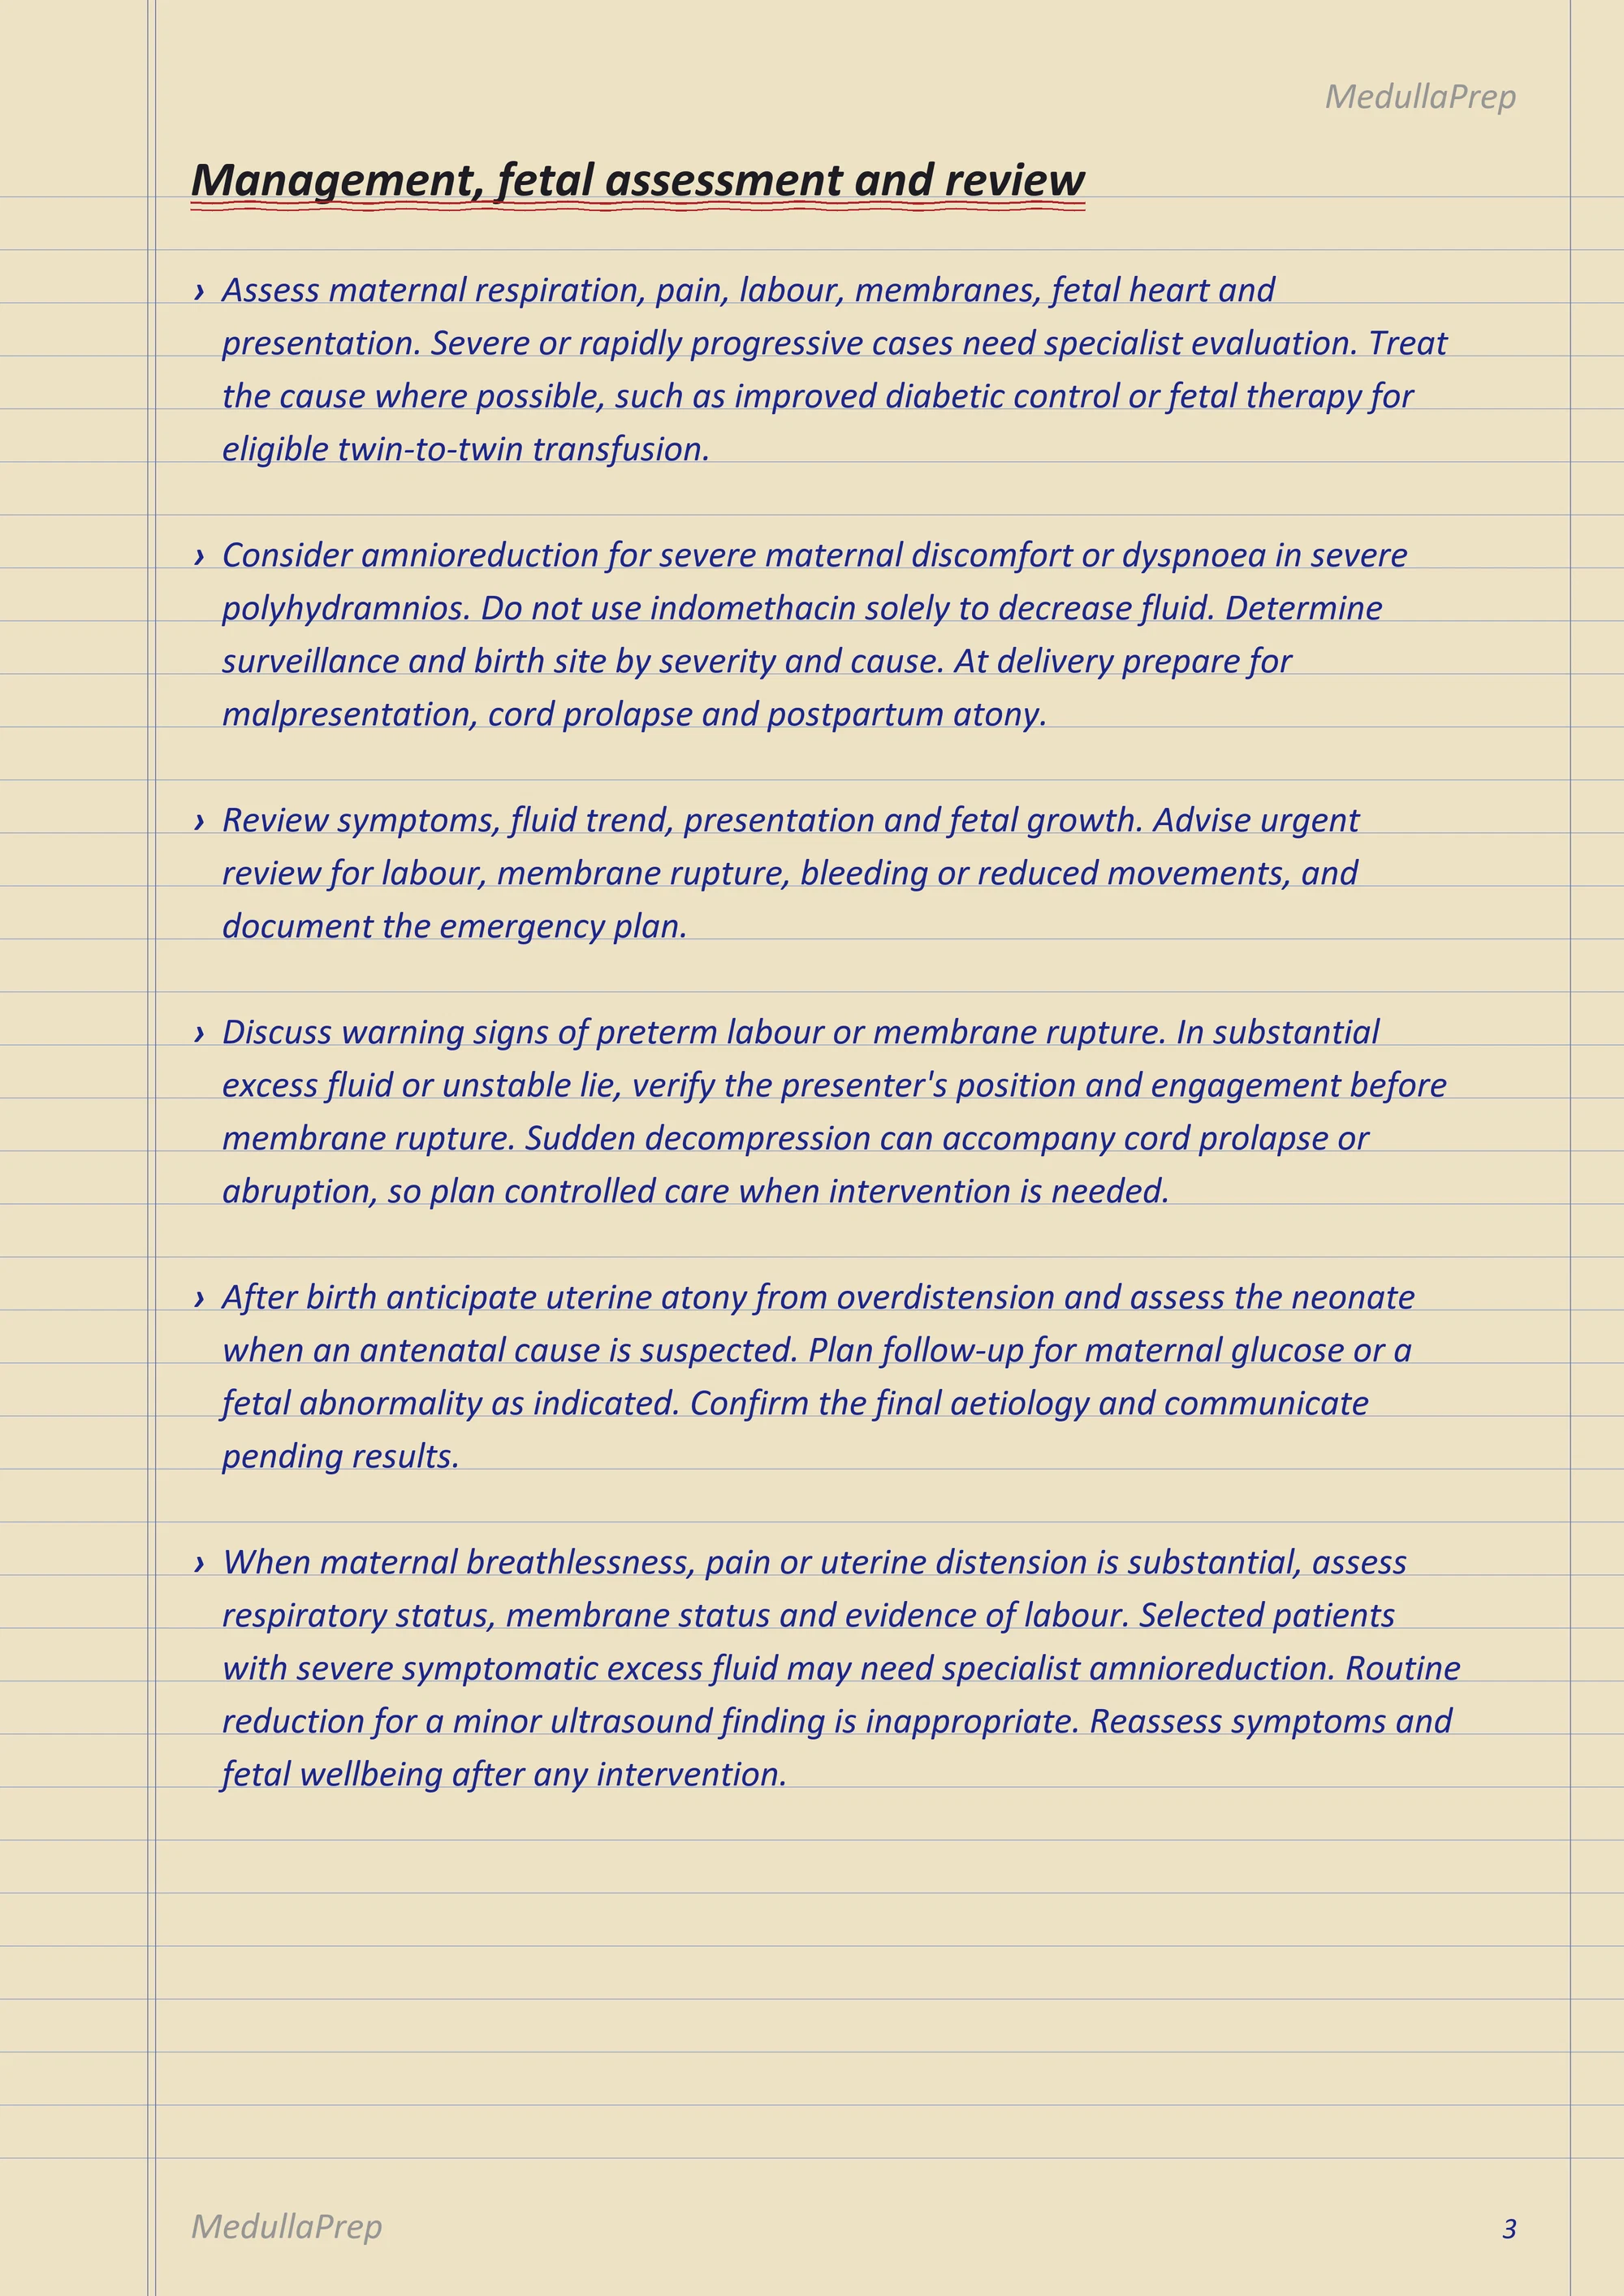 MedullaPrep
Management, fetal assessment and review
› Assess maternal respiration, pain, labour, membranes, fetal heart and
presentation. Severe or rapidly progressive cases need specialist evaluation. Treat
the cause where possible, such as improved diabetic control or fetal therapy for
eligible twin-to-twin transfusion.
› Consider amnioreduction for severe maternal discomfort or dyspnoea in severe
polyhydramnios. Do not use indomethacin solely to decrease fluid. Determine
surveillance and birth site by severity and cause. At delivery prepare for
malpresentation, cord prolapse and postpartum atony.
› Review symptoms, fluid trend, presentation and fetal growth. Advise urgent
review for labour, membrane rupture, bleeding or reduced movements, and
document the emergency plan.
› Discuss warning signs of preterm labour or membrane rupture. In substantial
excess fluid or unstable lie, verify the presenter's position and engagement before
membrane rupture. Sudden decompression can accompany cord prolapse or
abruption, so plan controlled care when intervention is needed.
› After birth anticipate uterine atony from overdistension and assess the neonate
when an antenatal cause is suspected. Plan follow-up for maternal glucose or a
fetal abnormality as indicated. Confirm the final aetiology and communicate
pending results.
› When maternal breathlessness, pain or uterine distension is substantial, assess
respiratory status, membrane status and evidence of labour. Selected patients
with severe symptomatic excess fluid may need specialist amnioreduction. Routine
reduction for a minor ultrasound finding is inappropriate. Reassess symptoms and
fetal wellbeing after any intervention.
MedullaPrep
3